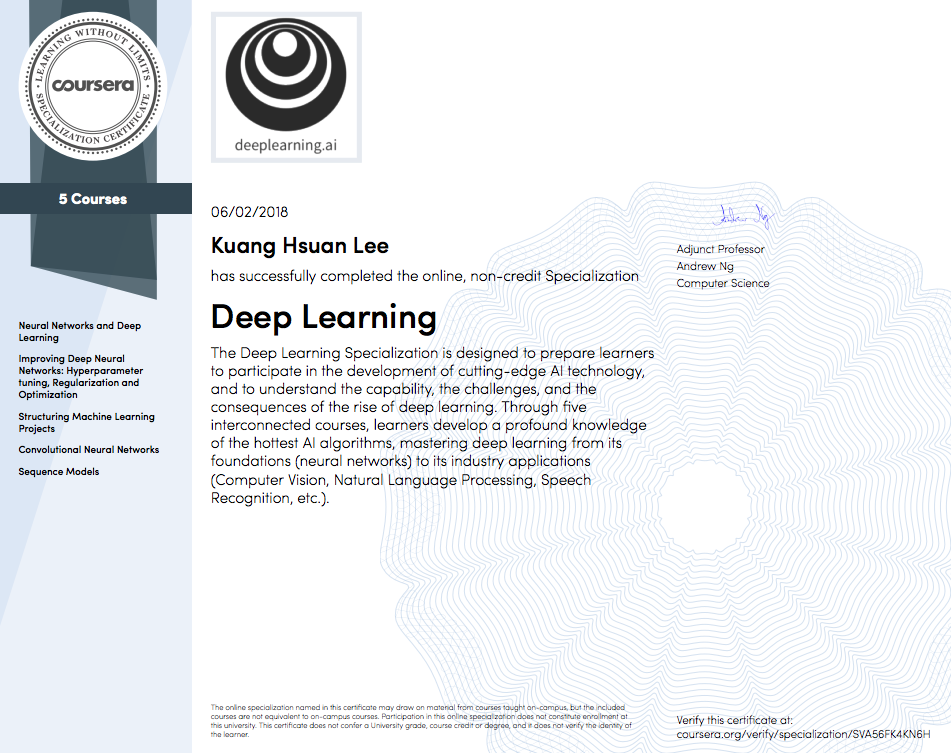 LEARNING WITHOUT LIMITS
coursera
SPECIALIZATION CERTIFICATE
5 Courses
Neural Networks and Deep
Learning
Improving Deep Neural
Networks: Hyperparameter
tuning, Regularization and
Optimization
Structuring Machine Learning
Projects
Convolutional Neural Networks
Sequence Models
deeplearning.ai
06/02/2018
Kuang Hsuan Lee
has successfully completed the online, non-credit Specialization
Deep Learning
The Deep Learning Specialization is designed to prepare learners
to participate in the development of cutting-edge AI technology,
and to understand the capability, the challenges, and the
consequences of the rise of deep learning. Through five
interconnected courses, learners develop a profound knowledge
of the hottest AI algorithms, mastering deep learning from its
foundations (neural networks) to its industry applications
(Computer Vision, Natural Language Processing, Speech
Recognition, etc.).
Andrew Ng
Adjunct Professor
Andrew Ng
Computer Science
The online specialization named in this certificate may draw on material from courses taught on-campus, but the included
courses are not equivalent to on-campus courses. Participation in this online specialization does not constitute enrollment at
this university. This certificate does not confer a University grade, course credit or degree, and it does not verify the identity of
the learner.
Verify this certificate at:
coursera.org/verify/specialization/SVA56FK4KN6H